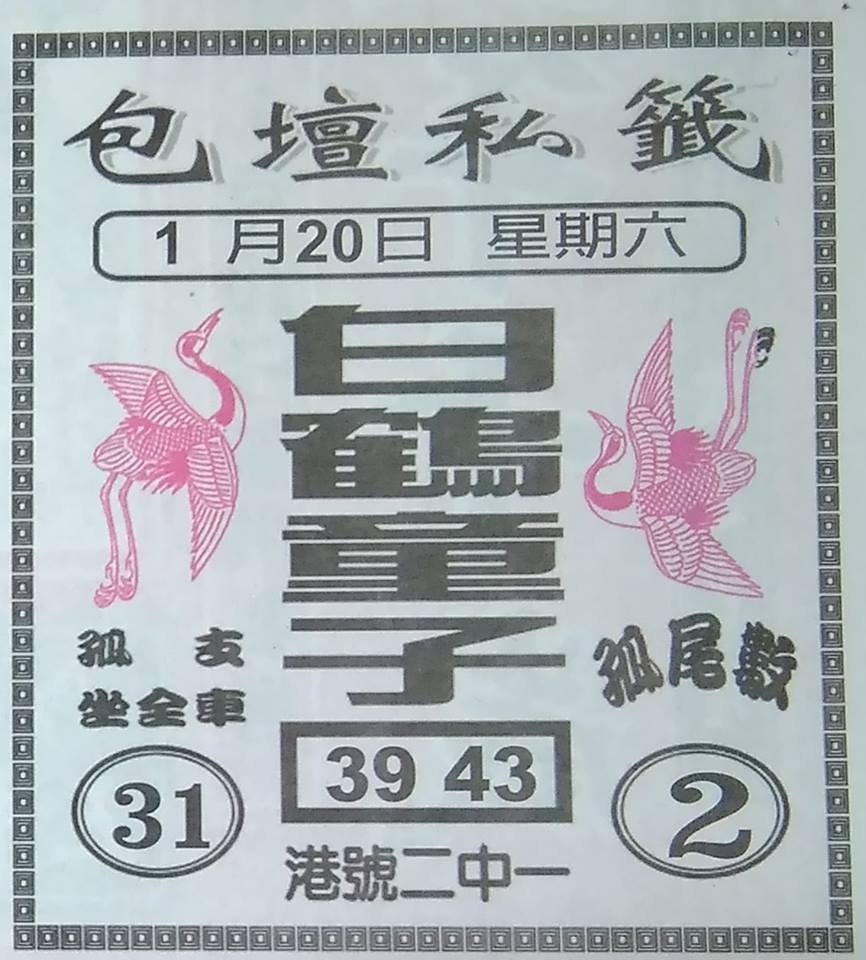 包壇私籤
1 月20日 星期六
白鶴童子
孤友
坐全車
31
39 43
港號二中一
孤尾數
2